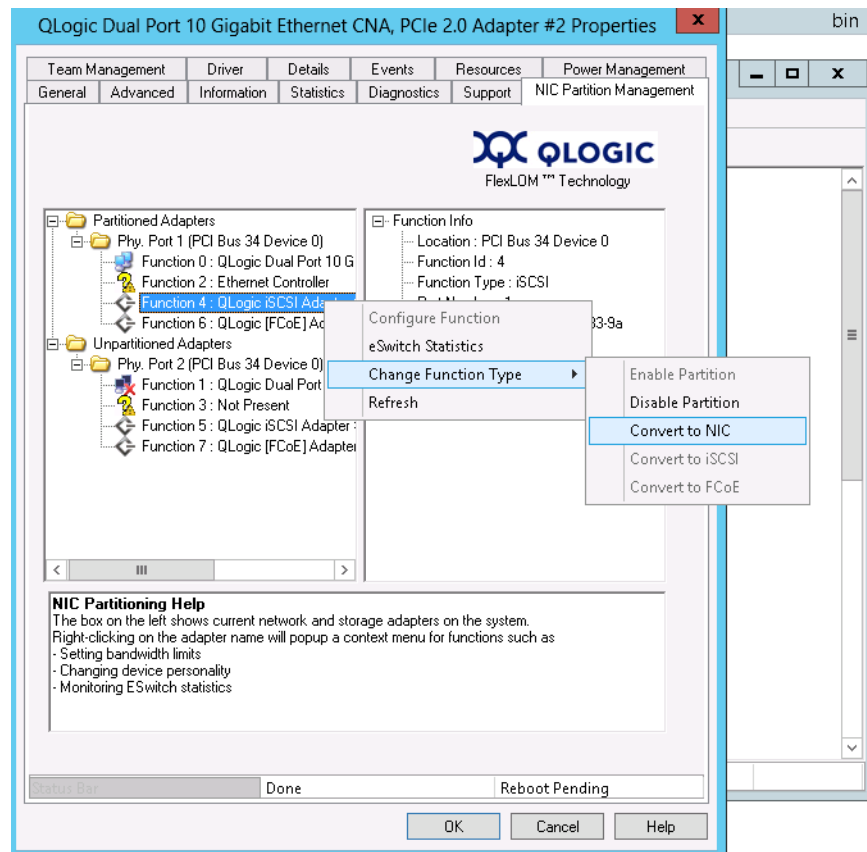 QLogic Dual Port 10 Gigabit Ethernet CNA, PCIe 2.0 Adapter #2 Properties
x
bin
x
Team Management Driver Details Events Resources Power Management
General Advanced Information Statistics Diagnostics Support NIC Partition Management
QLOGIC
FlexLOM ™ Technology
Partitioned Adapters
Phy. Port 1 (PCI Bus 34 Device 0)
Function 0 : QLogic Dual Port 10 G
Function 2 : Ethernet Controller
Function 4 : QLogic iSCSI
Function 6 : QLogic [FCoE]
Unpartitioned Adapters
Phy. Port 2 (PCI Bus 34 Device 0)
Function 1 : QLogic Dual Port
Function 3 : Not Present
Function 5 : QLogic iSCSI Adapter
Function 7 : QLogic [FCoE] Adapter
Function Info
Location : PCI Bus 34 Device 0
Function Id : 4
Function Type : iSCSI
3-9a
Configure Function
eSwitch Statistics
Change Function Type
Refresh
Enable Partition
Disable Partition
Convert to NIC
Convert to iSCSI
Convert to FCoE
NIC Partitioning Help
The box on the left shows current network and storage adapters on the system.
Right-clicking on the adapter name will popup a context menu for functions such as
- Setting bandwidth limits
- Changing device personality
- Monitoring ESwitch statistics
Status Bar Done Reboot Pending
OK Cancel Help